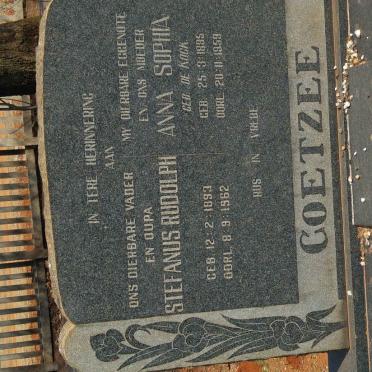 IN TERE HERINNERING
AAN
ONS DIERBARE VADER
EN OUPA
STEFANUS RUDOLPH
GEB. 12-2-1893
OORL. 8-9-1962
MY DIERBARE EGGENOTE
EN ONS MOEDER
ANNA SOPHIA
GEB. DE KOCK
GEB. 25-3-1895
OORL. 20-11-1959
RUS IN VREDE
COETZEE